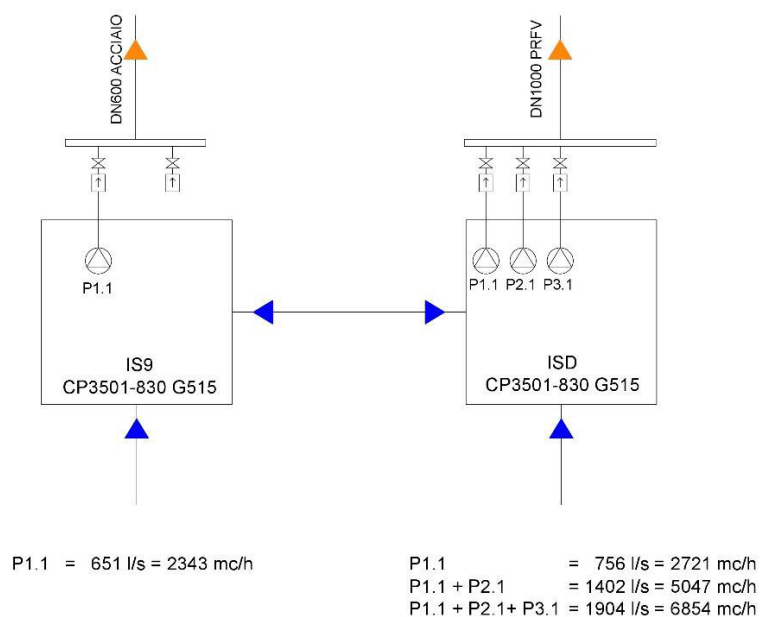 DN600 ACCIAIO
DN1000 PRFV
P1.1
P1.1 P2.1 P3.1
IS9
CP3501-830 G515
ISD
CP3501-830 G515
P1.1 = 651 l/s = 2343 mc/h
P1.1 = 756 l/s = 2721 mc/h
P1.1 + P2.1 = 1402 l/s = 5047 mc/h
P1.1 + P2.1+ P3.1 = 1904 l/s = 6854 mc/h